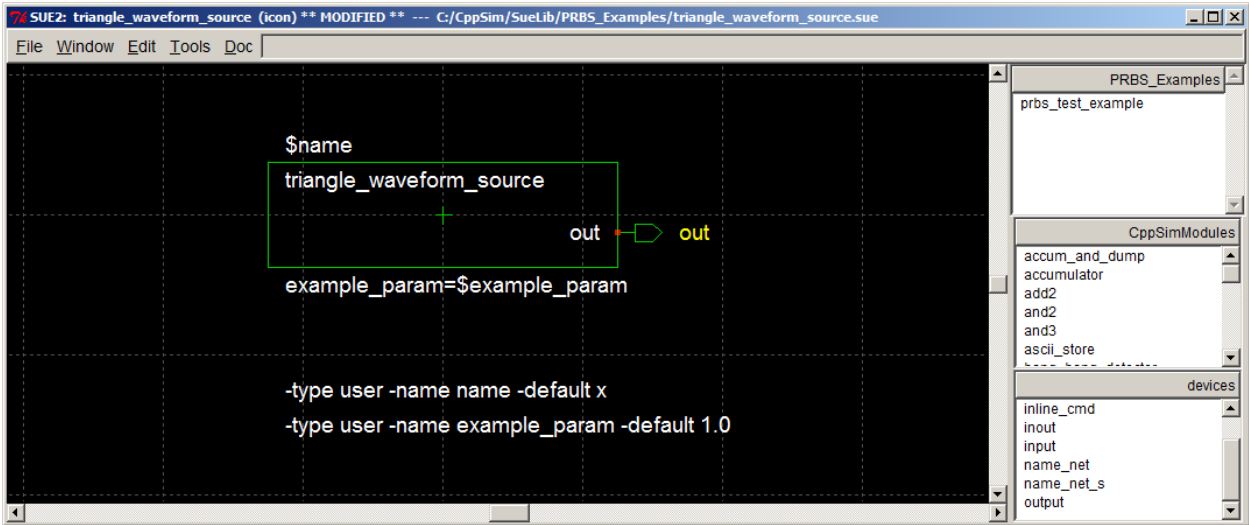 SUE2: triangle_waveform_source (icon) ** MODIFIED ** --- C:/CppSim/SueLib/PRBS_Examples/triangle_waveform_source.sue
File Window Edit Tools Doc
$name
triangle_waveform_source
out
out
example_param=$example_param
-type user -name name -default x
-type user -name example_param -default 1.0
PRBS_Examples
prbs_test_example
CppSimModules
accum_and_dump
accumulator
add2
and2
and3
ascii_store
devices
inline_cmd
inout
input
name_net
name_net_s
output